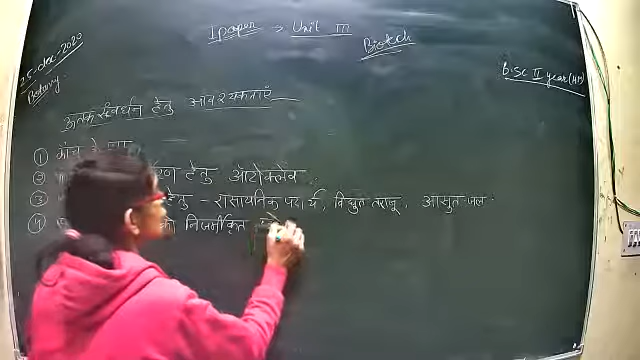 I paper → Unit III
Biotech
25-dec-2020
Botany
B.Sc II year
ऊतक संवर्धन हेतु आवश्यकताएँ
① काँच
② हेतु ऑटोक्लेव
③ हेतु - रासायनिक पदार्थ, विद्युत तराजू, आसुत जल
④ को निर्जमीकृत